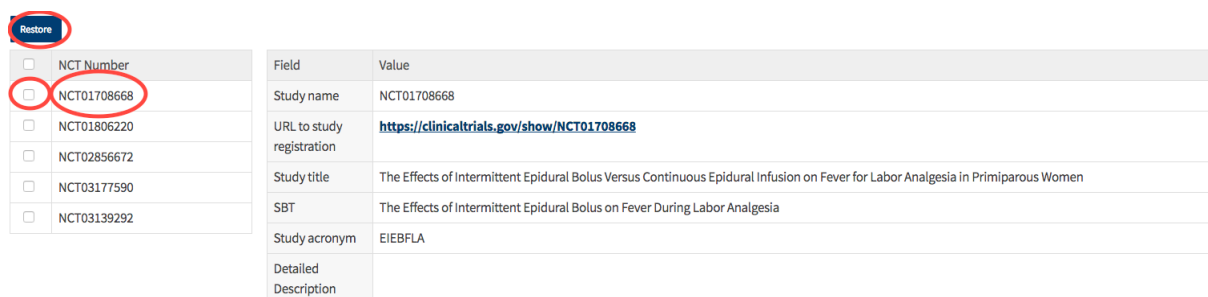 Restore
NCT Number
NCT01708668
NCT01806220
NCT02856672
NCT03177590
NCT03139292
Field Value
Study name NCT01708668
URL to study
registration
https://clinicaltrials.gov/show/NCT01708668
Study title The Effects of Intermittent Epidural Bolus Versus Continuous Epidural Infusion on Fever for Labor Analgesia in Primiparous Women
SBT The Effects of Intermittent Epidural Bolus on Fever During Labor Analgesia
Study acronym EIEBFLA
Detailed
Description